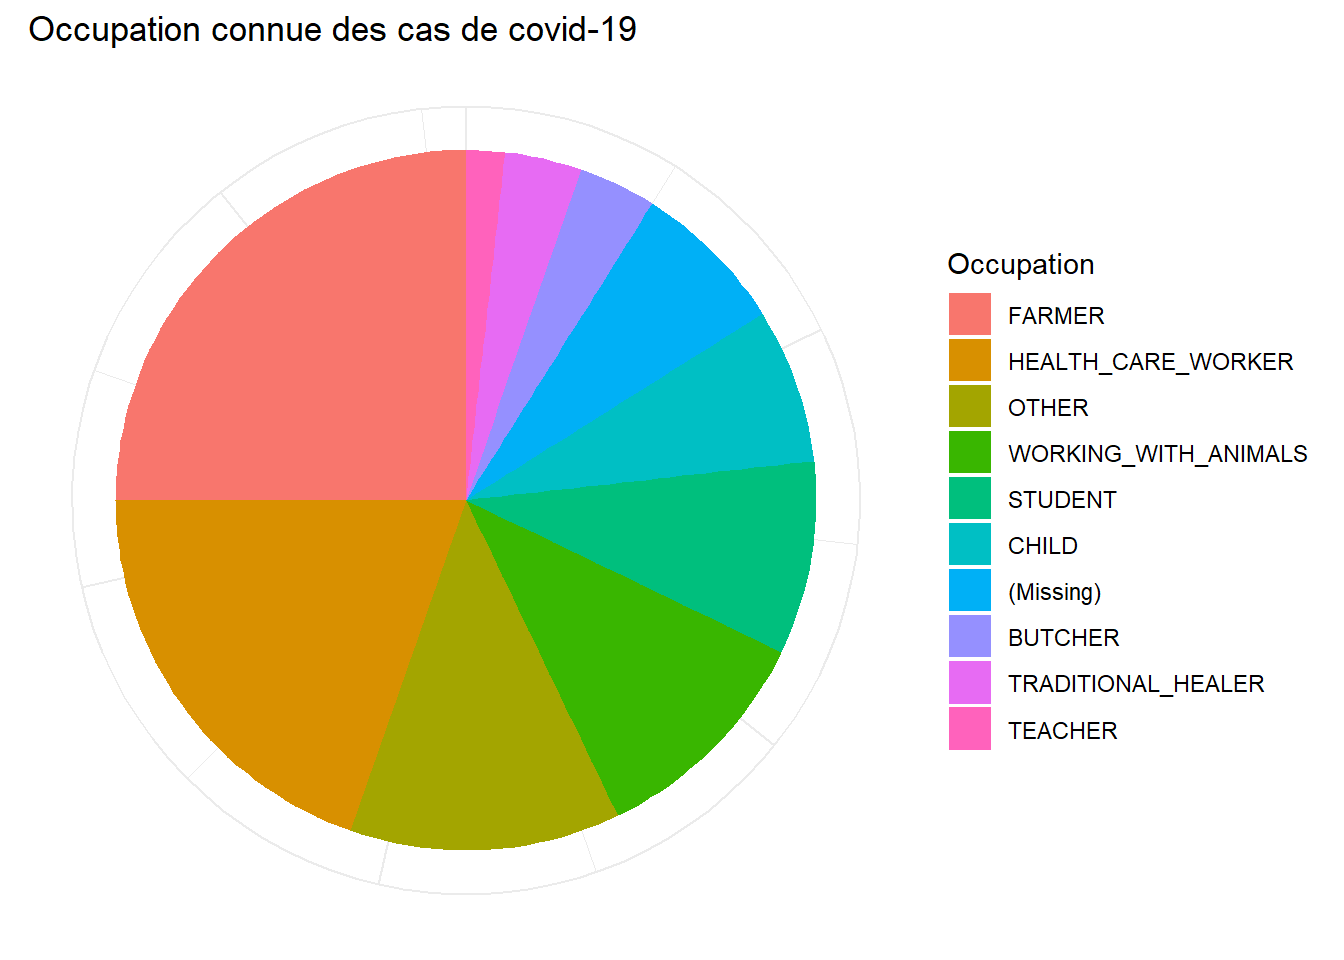 Occupation connue des cas de covid-19
Occupation
FARMER
HEALTH_CARE_WORKER
OTHER
WORKING_WITH_ANIMALS
STUDENT
CHILD
(Missing)
BUTCHER
TRADITIONAL_HEALER
TEACHER